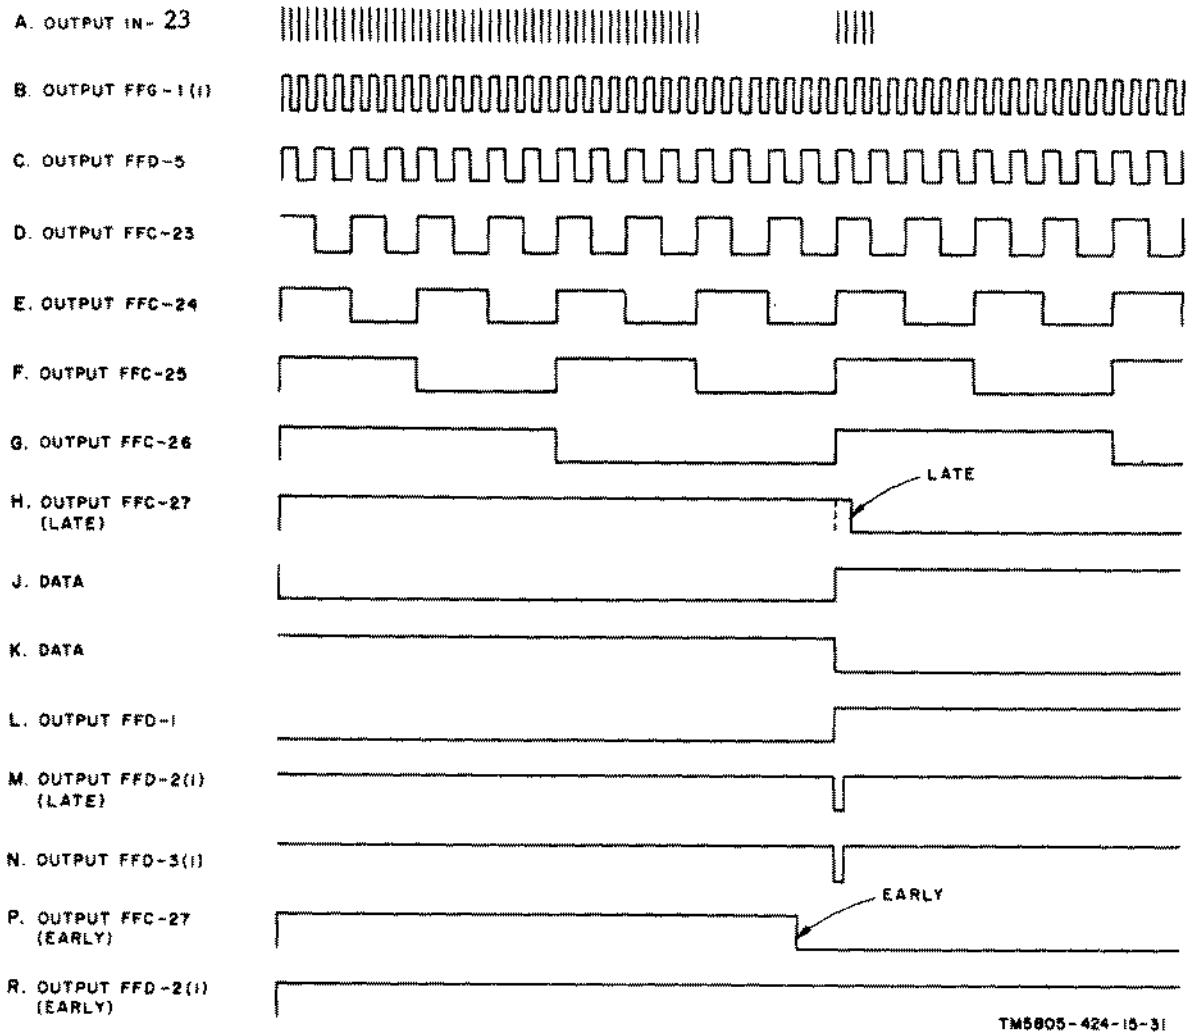 A. OUTPUT IN- 23
B. OUTPUT FFG-1(1)
C. OUTPUT FFD-5
D. OUTPUT FFC-23
E. OUTPUT FFC-24
F. OUTPUT FFC-25
G. OUTPUT FFC-26
LATE
H. OUTPUT FFC-27
(LATE)
J. DATA
K. DATA
L. OUTPUT FFD-1
M. OUTPUT FFD-2(1)
(LATE)
N. OUTPUT FFD-3(1)
EARLY
P. OUTPUT FFC-27
(EARLY)
R. OUTPUT FFD-2(1)
(EARLY)
TM5805-424-15-31